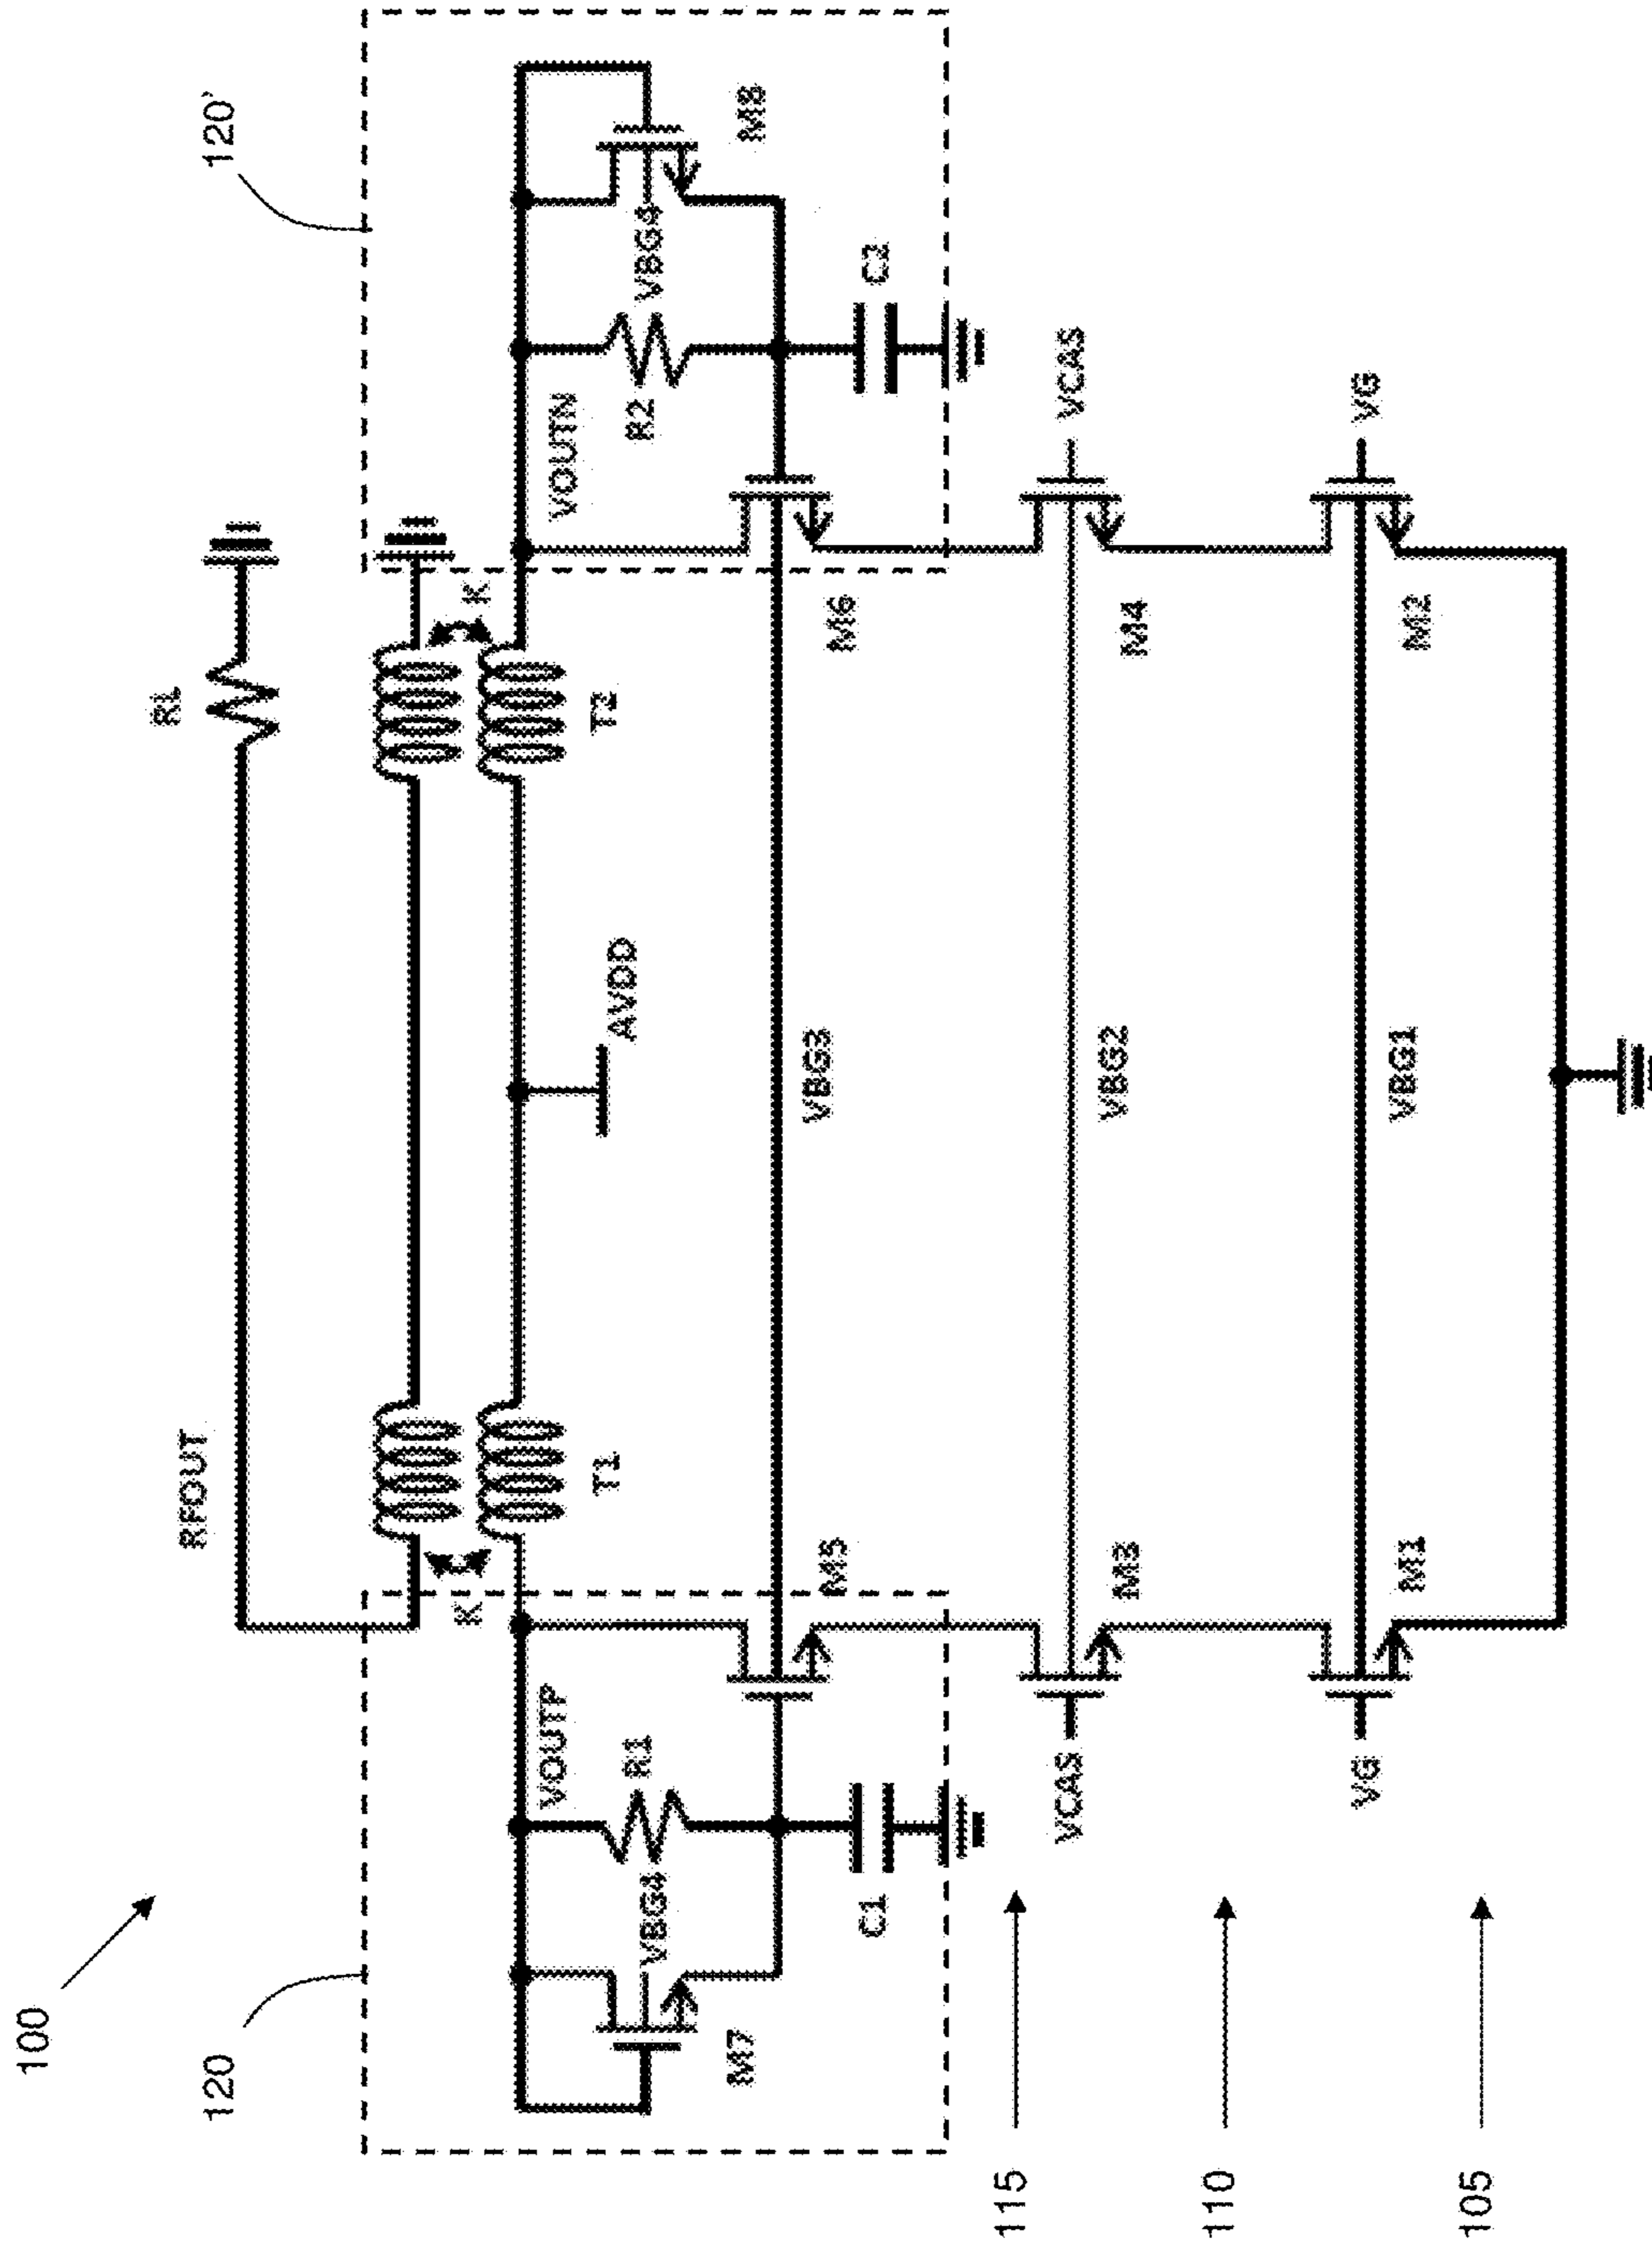 100
120
120'
RFOUT
RL
K
K
T1
T2
AVDD
VOUTP
VOUTN
M7
VBG4
R1
R2
VBG4
M8
C1
C2
M5
VBG3
M6
115
VCAS
M3
VBG2
M4
VCAS
110
105
VG
M1
VBG1
M2
VG